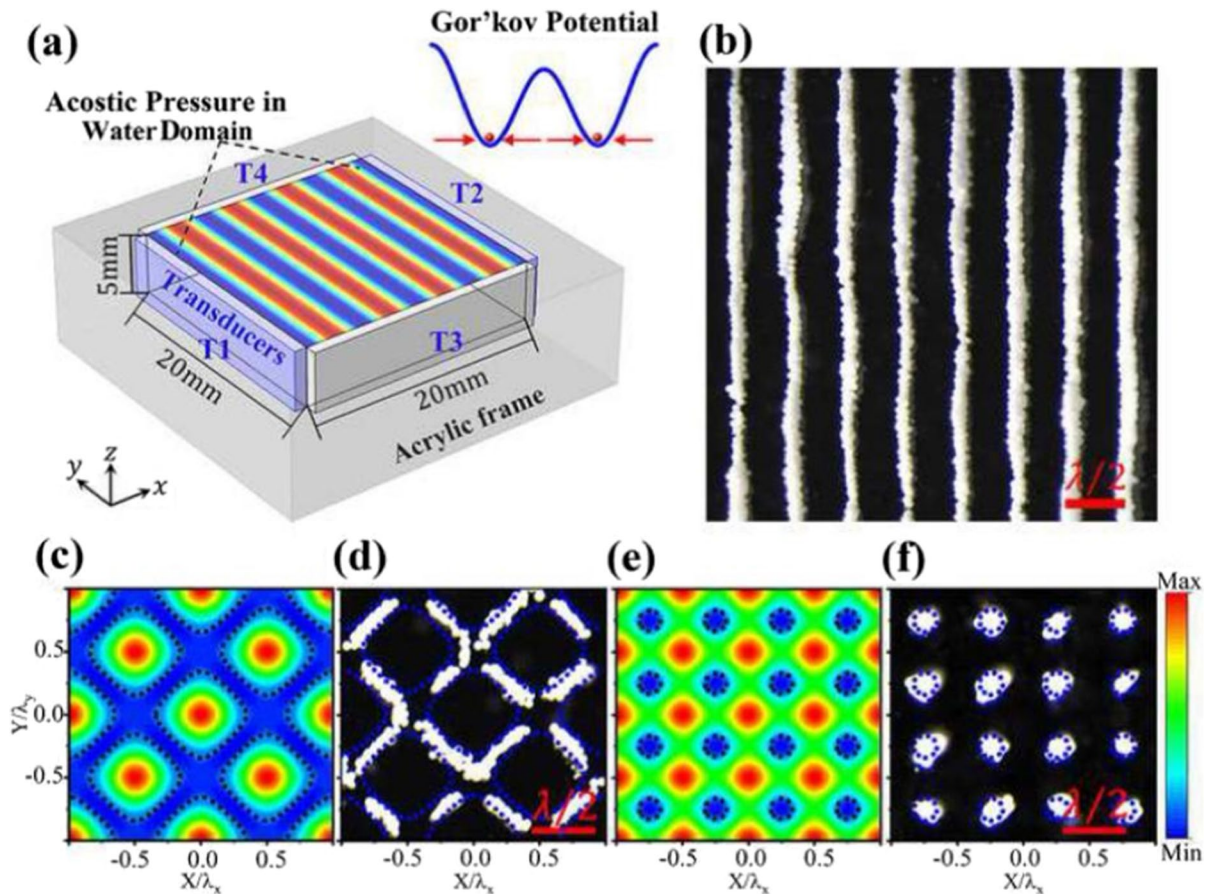 (a)
Gor'kov Potential
(b)
Acostic Pressure in
Water Domain
T4
T2
5mm
Transducers
T1
T3
20mm
20mm
Acrylic frame
z
y
x
λ/2
(c)
(d)
(e)
(f)
Max
0.5
0.0
-0.5
Y/λy
λ/2
λ/2
Min
-0.5 0.0 0.5
-0.5 0.0 0.5
-0.5 0.0 0.5
-0.5 0.0 0.5
X/λx
X/λx
X/λx
X/λx